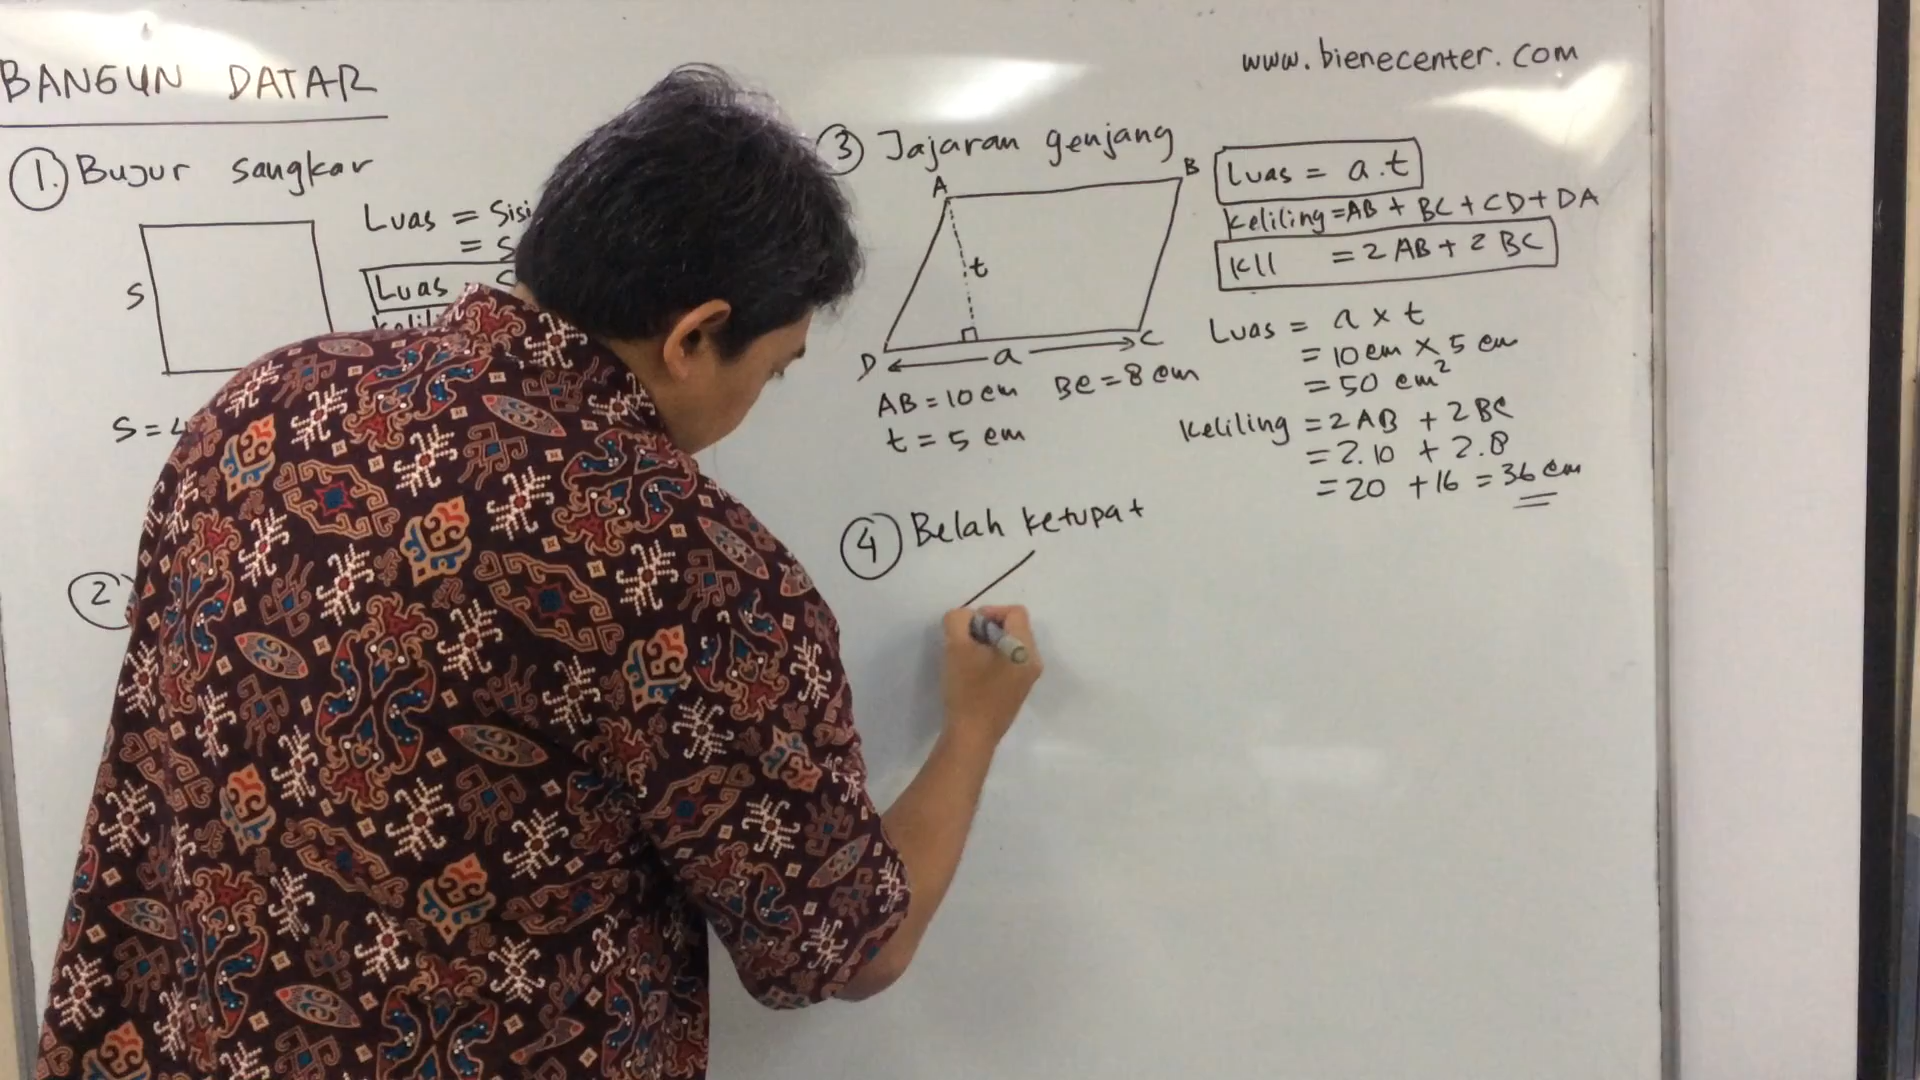 BANGUN DATAR
1. Bujur sangkar
S
Luas = Sisi
= S
Luas
S = 4
2
www.bienecenter.com
3 Jajaran genjang
A
B
t
D
a
C
AB = 10 cm BC = 8 cm
t = 5 cm
Luas = a.t
Keliling = AB + BC + CD + DA
Kll = 2 AB + 2 BC
Luas = a x t
= 10 cm x 5 cm
= 50 cm²
Keliling = 2 AB + 2 BC
= 2.10 + 2.8
= 20 + 16 = 36 cm
4 Belah ketupat